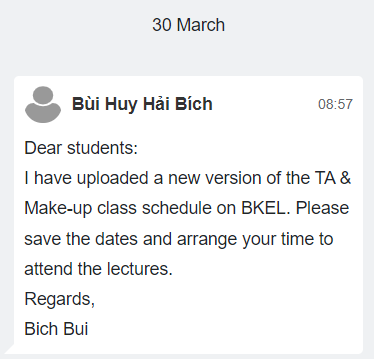 30 March
Bùi Huy Hải Bích
08:57
Dear students:
I have uploaded a new version of the TA &
Make-up class schedule on BKEL. Please
save the dates and arrange your time to
attend the lectures.
Regards,
Bich Bui